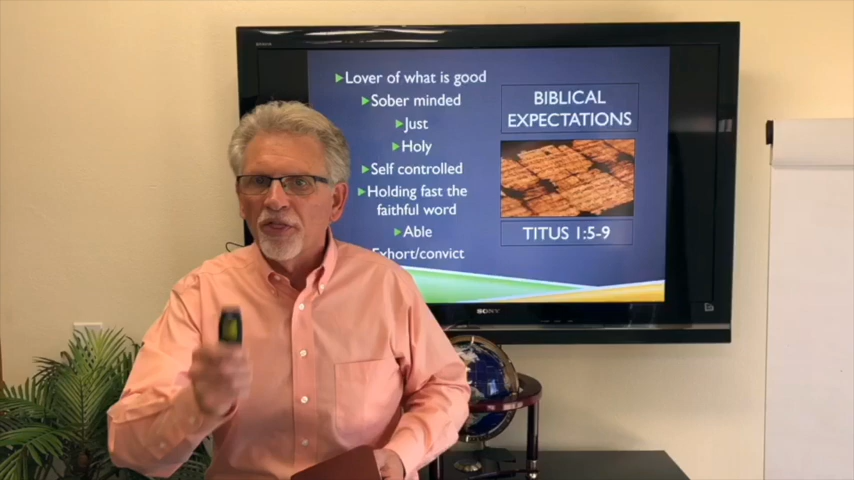 Lover of what is good
Sober minded
Just
Holy
Self controlled
Holding fast the
faithful word
Able
Exhort/convict
BIBLICAL
EXPECTATIONS
TITUS 1:5-9
SONY